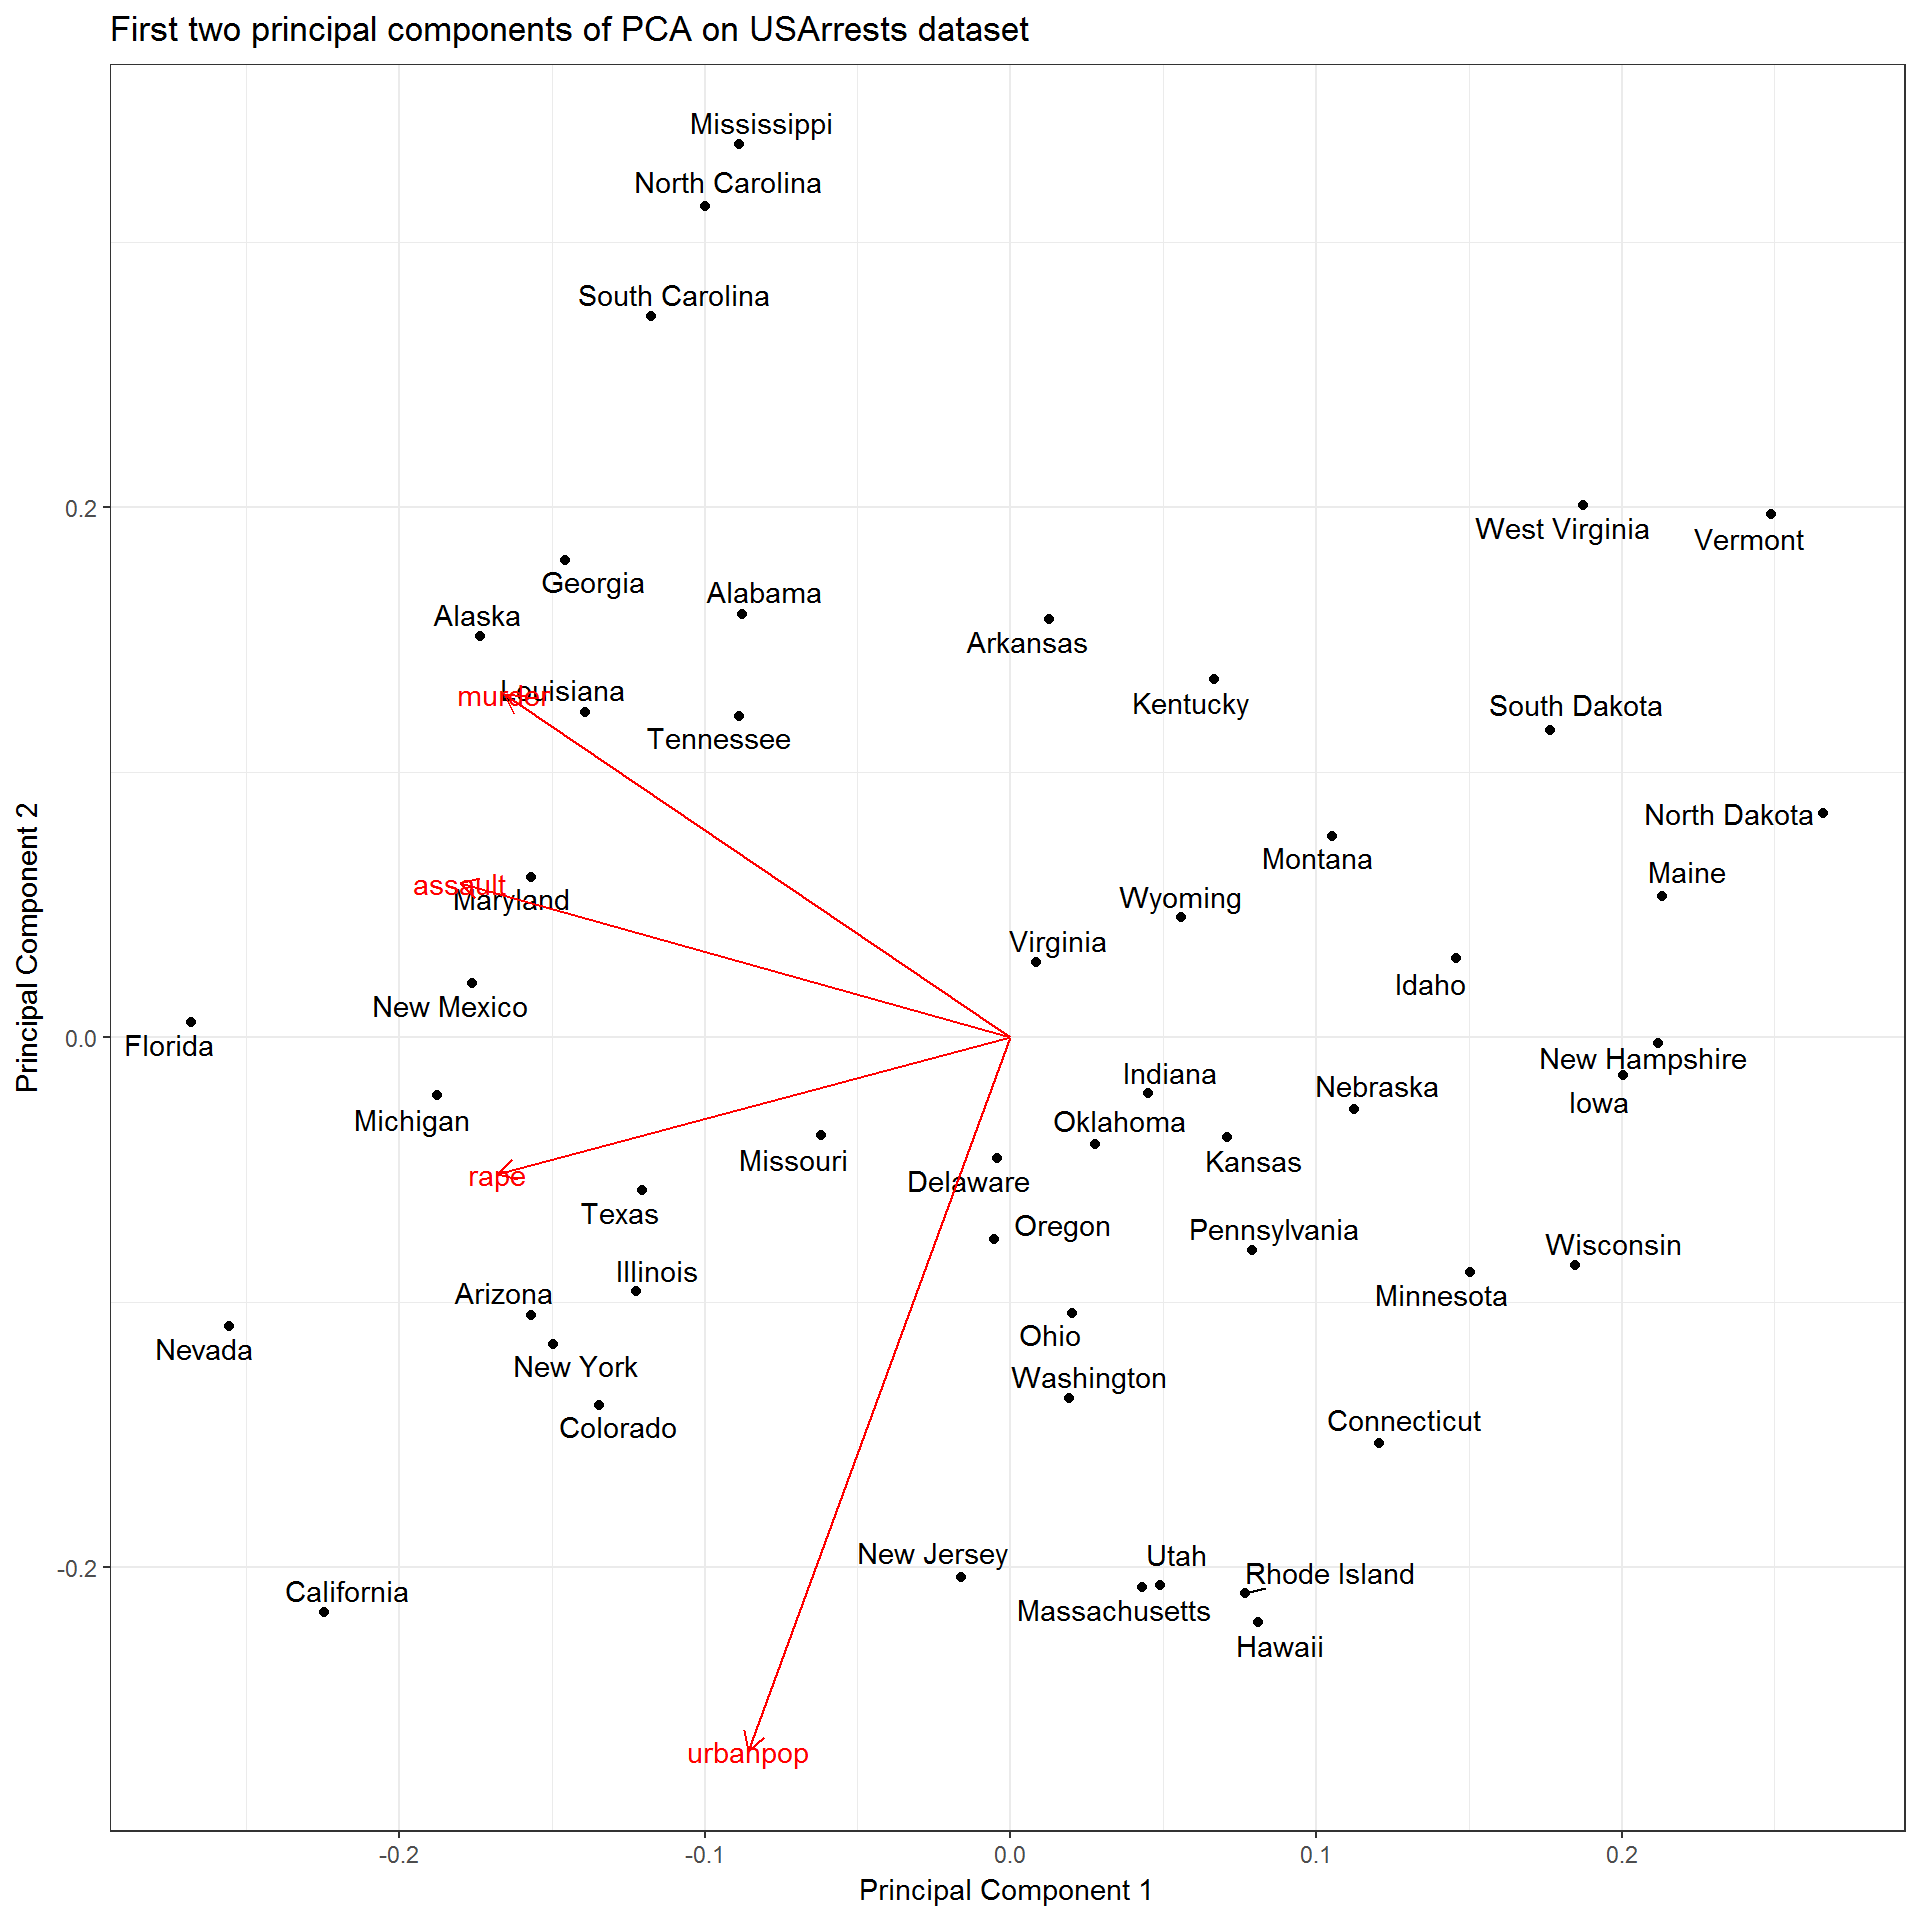 First two principal components of PCA on USArrests dataset
Mississippi
North Carolina
South Carolina
0.2
West Virginia
Vermont
Georgia
Alabama
Alaska
Arkansas
Louisiana
murder
Kentucky
South Dakota
Tennessee
North Dakota
Montana
Maine
assault
Maryland
Wyoming
Virginia
Idaho
New Mexico
Principal Component 2
0.0
Florida
New Hampshire
Indiana
Nebraska
Iowa
Michigan
Oklahoma
Missouri
Kansas
rape
Delaware
Texas
Oregon
Pennsylvania
Wisconsin
Illinois
Arizona
Minnesota
Ohio
Nevada
New York
Washington
Colorado
Connecticut
New Jersey
Utah
-0.2
Rhode Island
California
Massachusetts
Hawaii
urbanpop
-0.2
-0.1
0.0
0.1
0.2
Principal Component 1